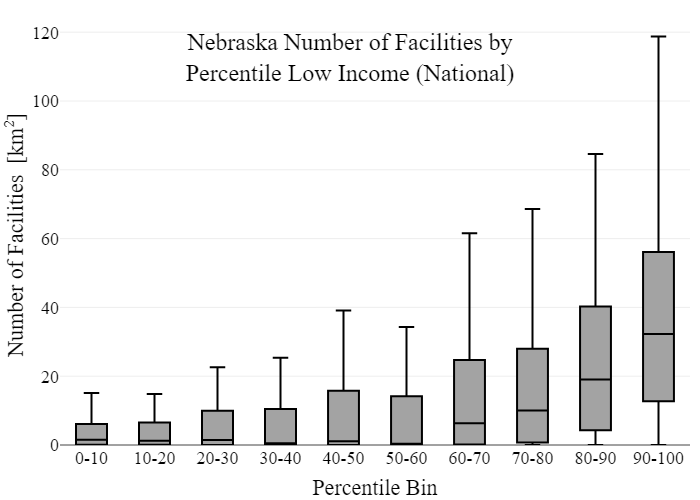 Nebraska Number of Facilities by
Percentile Low Income (National)
Number of Facilities [km²]
120
100
80
60
40
20
0
0-10 10-20 20-30 30-40 40-50 50-60 60-70 70-80 80-90 90-100
Percentile Bin